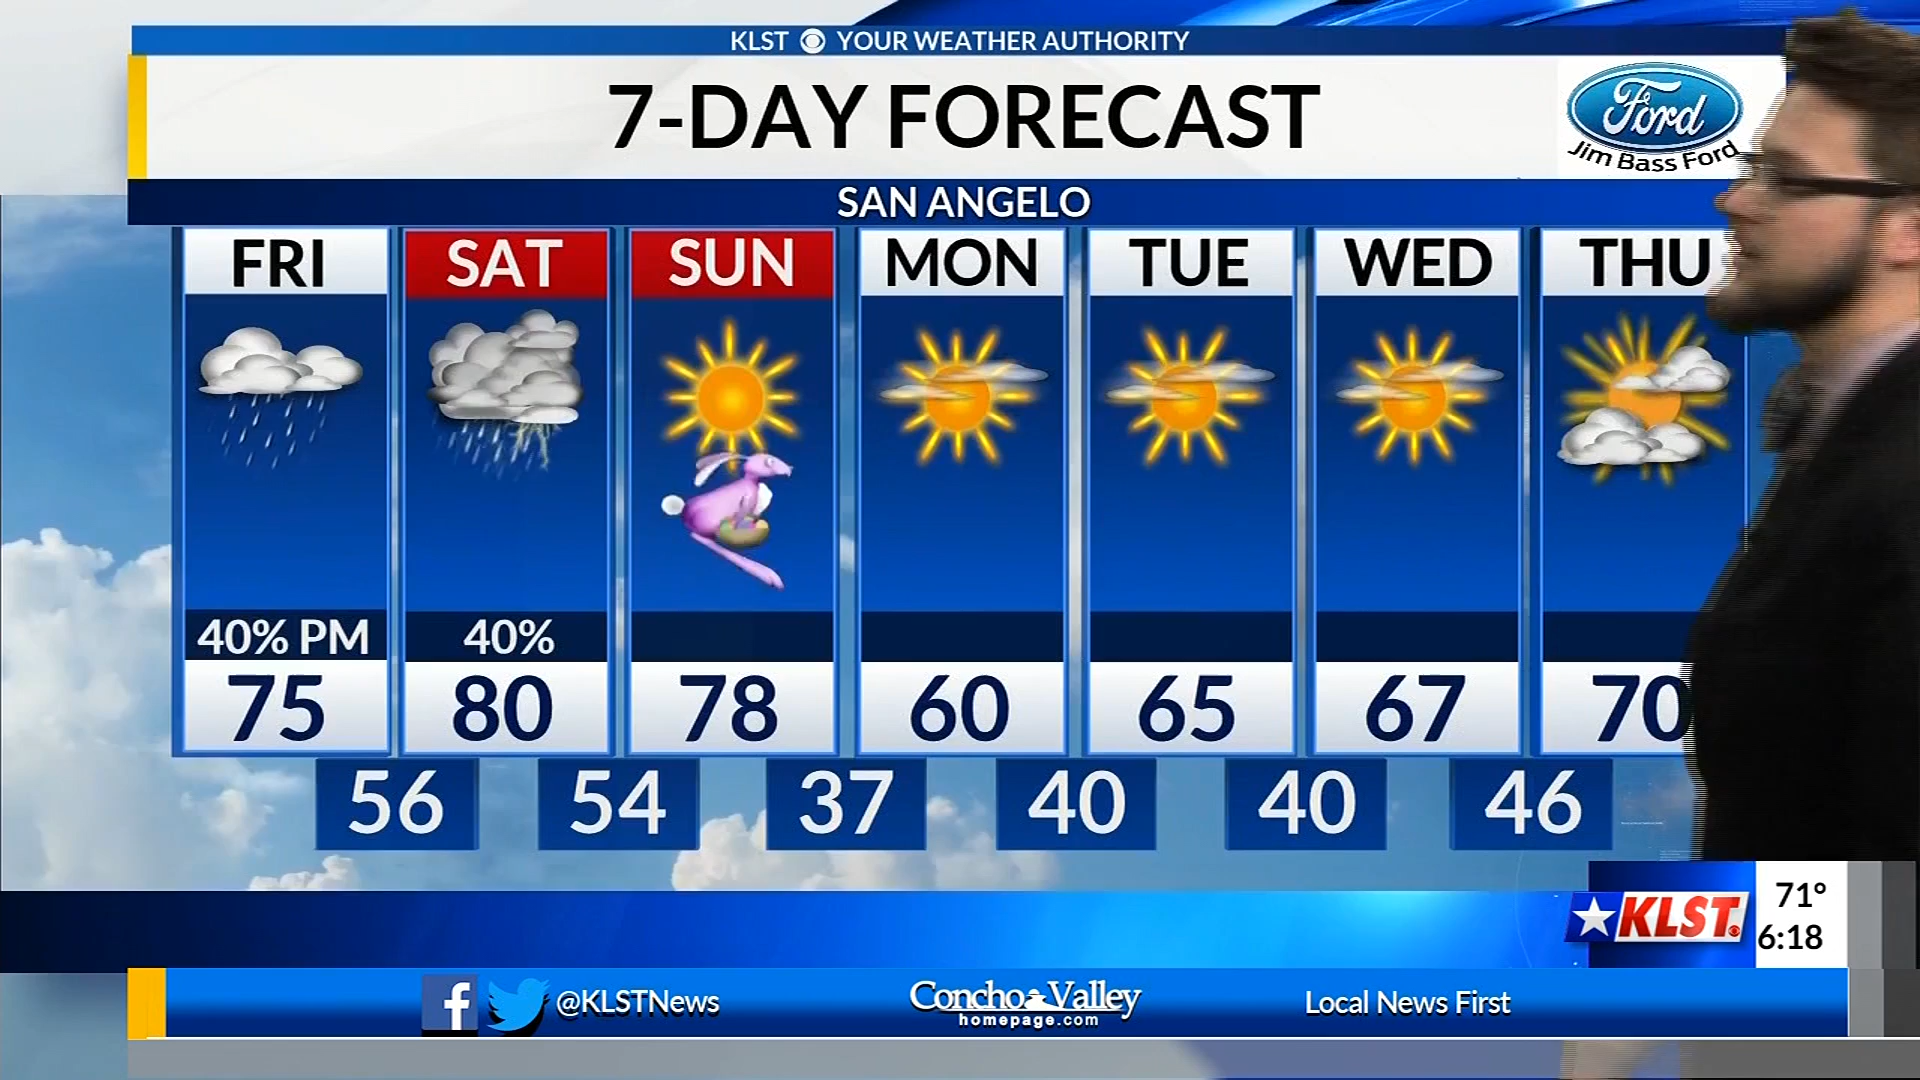 KLST YOUR WEATHER AUTHORITY
7-DAY FORECAST
Ford
Jim Bass Ford
SAN ANGELO
FRI SAT SUN MON TUE WED THU
40% PM 40%
75 80 78 60 65 67 70
56 54 37 40 40 46
KLST
71°
6:18
@KLSTNews
Concho Valley
homepage.com
Local News First